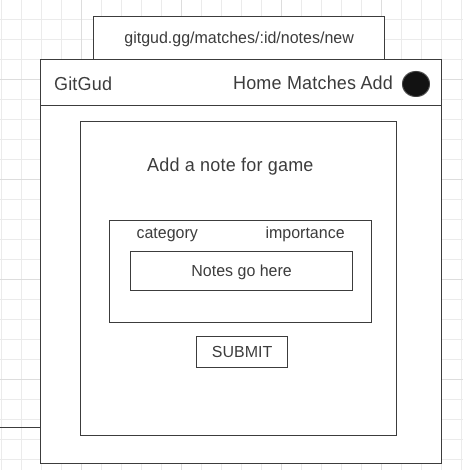 gitgud.gg/matches/:id/notes/new
GitGud
Home Matches Add
Add a note for game
category importance
Notes go here
SUBMIT